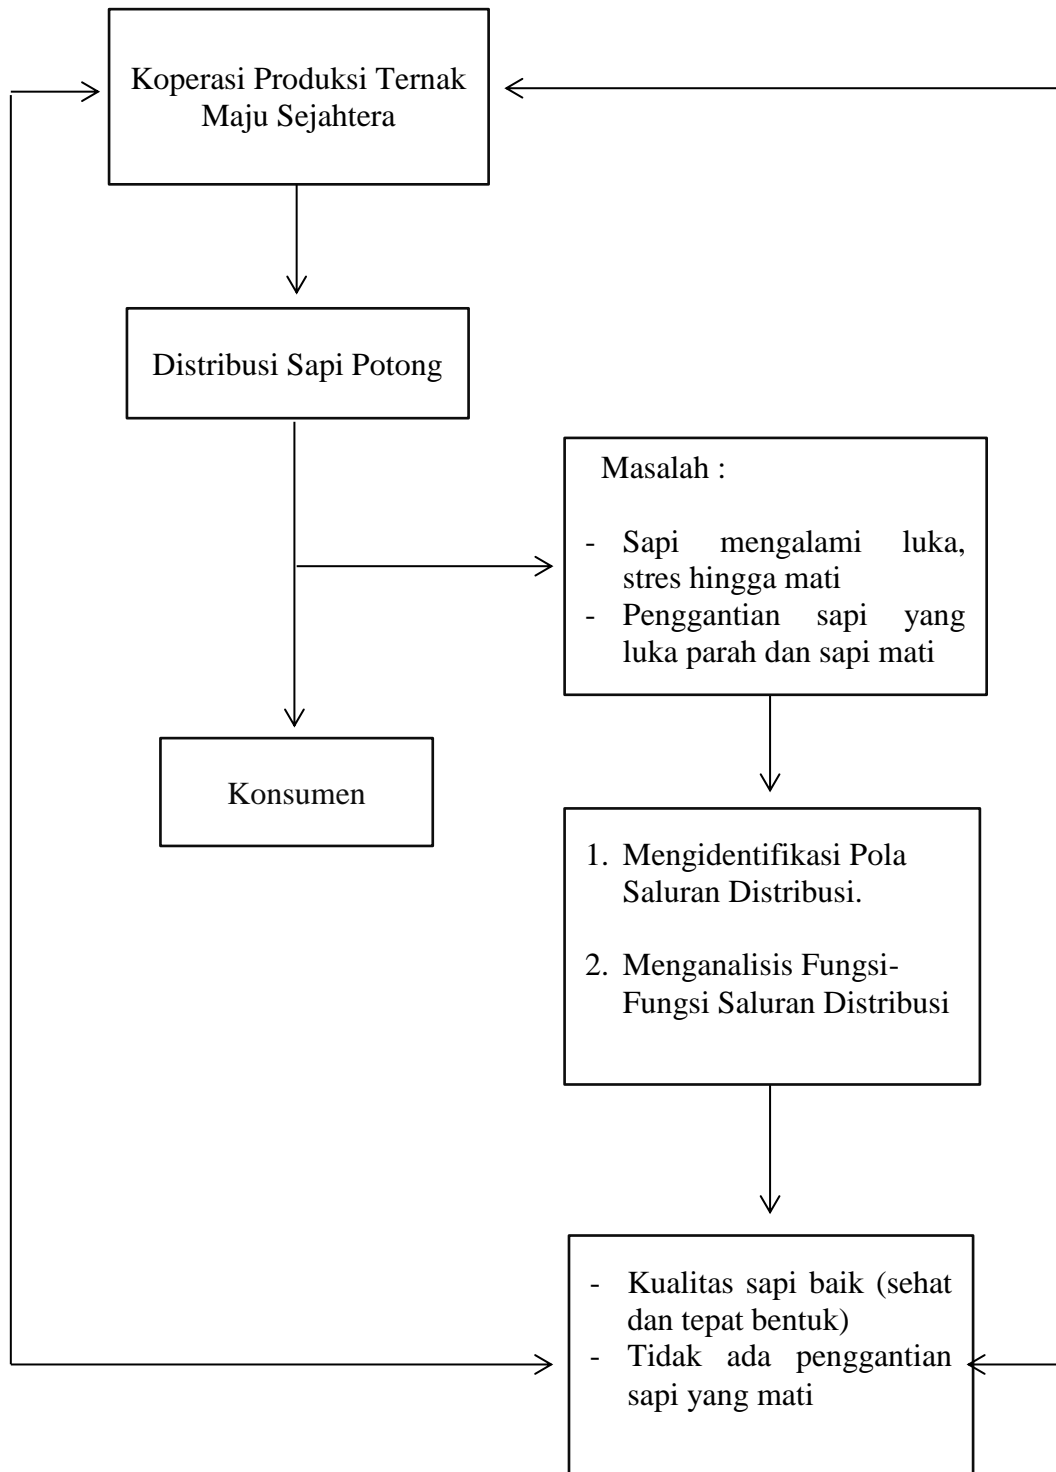 Koperasi Produksi Ternak
Maju Sejahtera
Distribusi Sapi Potong
Masalah :
- Sapi mengalami luka,
stres hingga mati
- Penggantian sapi yang
luka parah dan sapi mati
Konsumen
1. Mengidentifikasi Pola
Saluran Distribusi.
2. Menganalisis Fungsi-
Fungsi Saluran Distribusi
- Kualitas sapi baik (sehat
dan tepat bentuk)
- Tidak ada penggantian
sapi yang mati